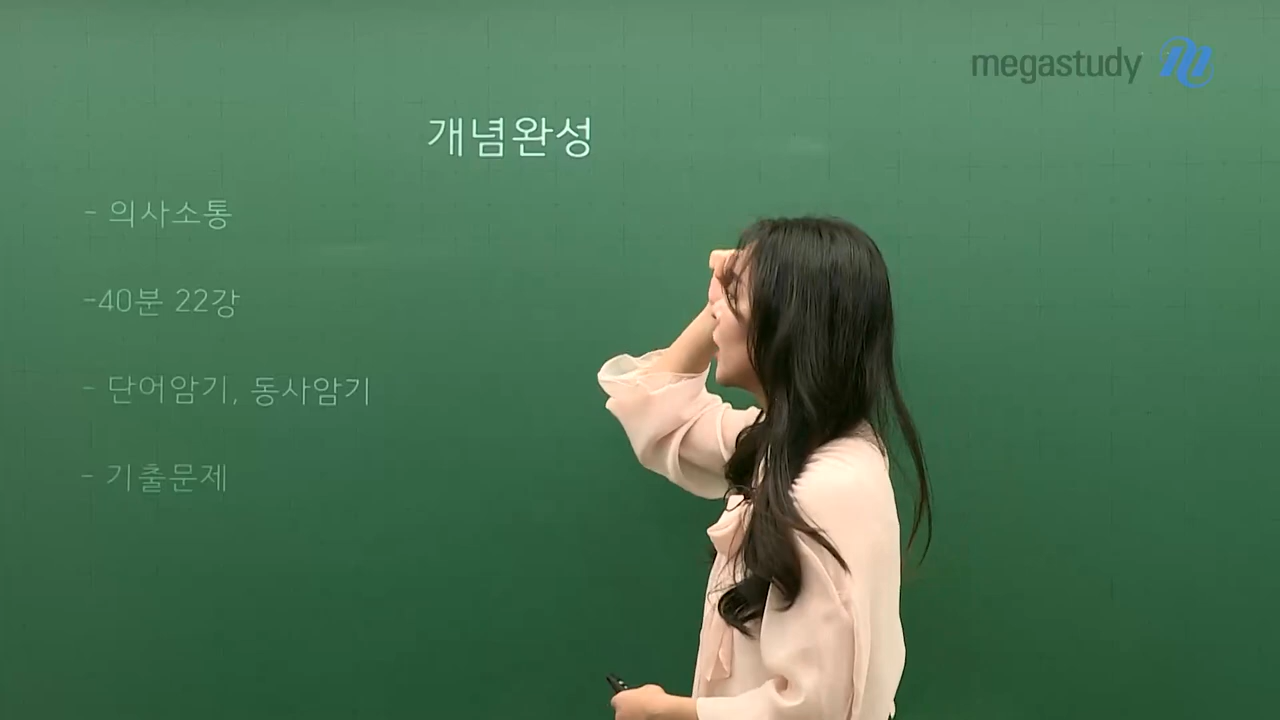 megastudy
개념완성
- 의사소통
-40분 22강
- 단어암기, 동사암기
- 기출문제